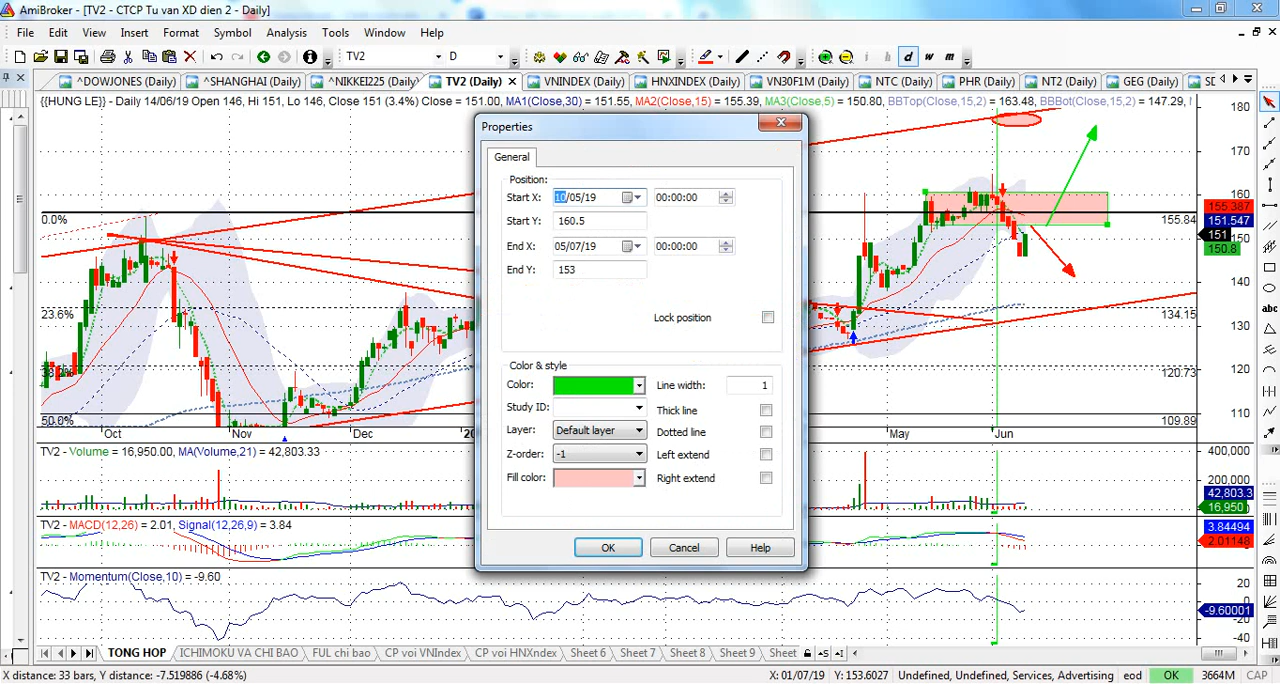 AmiBroker - [TV2 - CTCP Tu van XD dien 2 - Daily]
File Edit View Insert Format Symbol Analysis Tools Window Help
TV2 D d w m
^DOWJONES (Daily) ^SHANGHAI (Daily) ^NIKKEI225 (Daily) TV2 (Daily) VNINDEX (Daily) HNXINDEX (Daily) VN30F1M (Daily) NTC (Daily) PHR (Daily) NT2 (Daily) GEG (Daily)
{{HUNG LE}} - Daily 14/06/19 Open 146, Hi 151, Lo 146, Close 151 (3.4%) Close = 151.00, MA1(Close,30) = 151.55, MA2(Close,15) = 155.39, MA3(Close,5) = 150.80, BBTop(Close,15,2) = 163.48, BBBot(Close,15,2) = 147.29,
180
170
160
155.387
0.0%
155.84
151.547
151
150
150.8
140
23.6%
134.15
130
120.73
120
50.0%
109.89
110
Oct Nov Dec May Jun
Properties
General
Position:
Start X: 10/05/19 00:00:00
Start Y: 160.5
End X: 05/07/19 00:00:00
End Y: 153
Lock position
Color & style
Color: Line width: 1
Study ID: Thick line
Layer: Default layer Dotted line
Z-order: -1 Left extend
Fill color: Right extend
OK Cancel Help
TV2 - Volume = 16,950.00, MA(Volume,21) = 42,803.33
400,000
200,000
42,803.3
16,950
TV2 - MACD(12,26) = 2.01, Signal(12,26,9) = 3.84
3.84494
2.01148
TV2 - Momentum(Close,10) = -9.60
20
-9.60001
-20
-40
TONG HOP ICHIMOKU VA CHI BAO FUL chi bao CP voi VNIndex CP voi HNXndex Sheet 6 Sheet 7 Sheet 8 Sheet 9 Sheet
X distance: 33 bars, Y distance: -7.519886 (-4.68%) X: 01/07/19 Y: 153.6027 Undefined, Undefined, Services, Advertising eod OK 3664M CAP